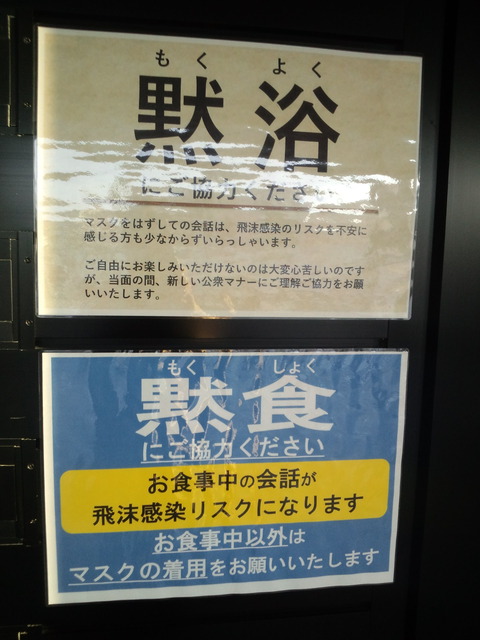 もくよく
黙浴
にご協力ください
マスクをはずしての会話は、飛沫感染のリスクを不安に
感じる方も少なからずいらっしゃいます。
ご自由にお楽しみいただけないのは大変心苦しいのです
が、当面の間、新しい公衆マナーにご理解ご協力をお願
いいたします。
もくしょく
黙食
にご協力ください
お食事中の会話が
飛沫感染リスクになります
お食事中以外は
マスクの着用をお願いいたします